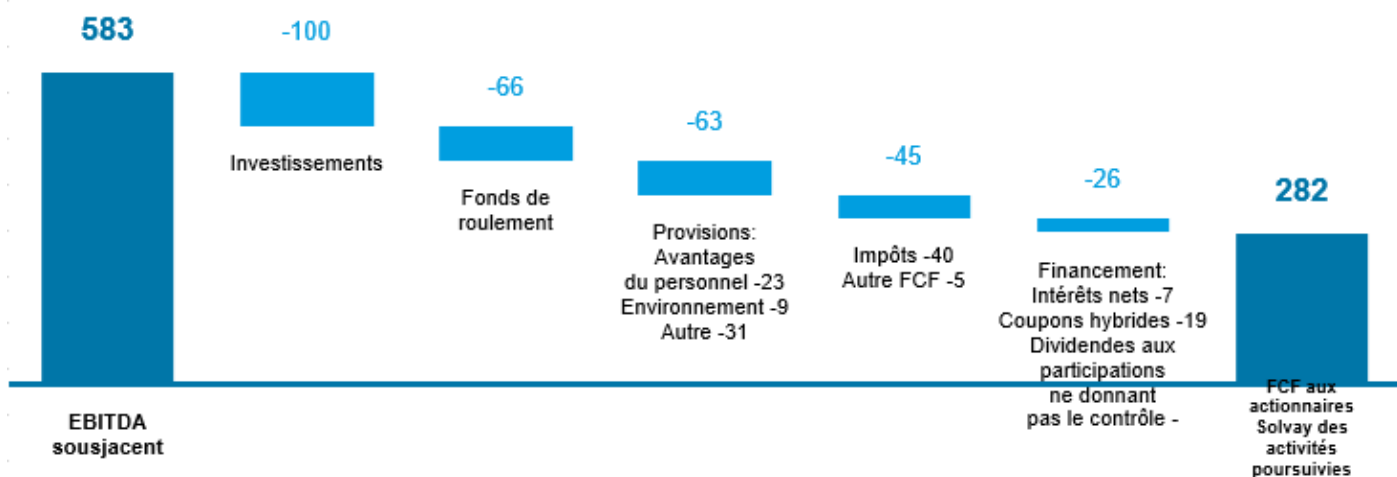 583
-100
Investissements
-66
Fonds de
roulement
-63
Provisions:
Avantages
du personnel -23
Environnement -9
Autre -31
-45
Impôts -40
Autre FCF -5
-26
Financement:
Intérêts nets -7
Coupons hybrides -19
Dividendes aux
participations
ne donnant
pas le contrôle -
282
EBITDA
sousjacent
FCF aux
actionnaires
Solvay des
activités
poursuivies